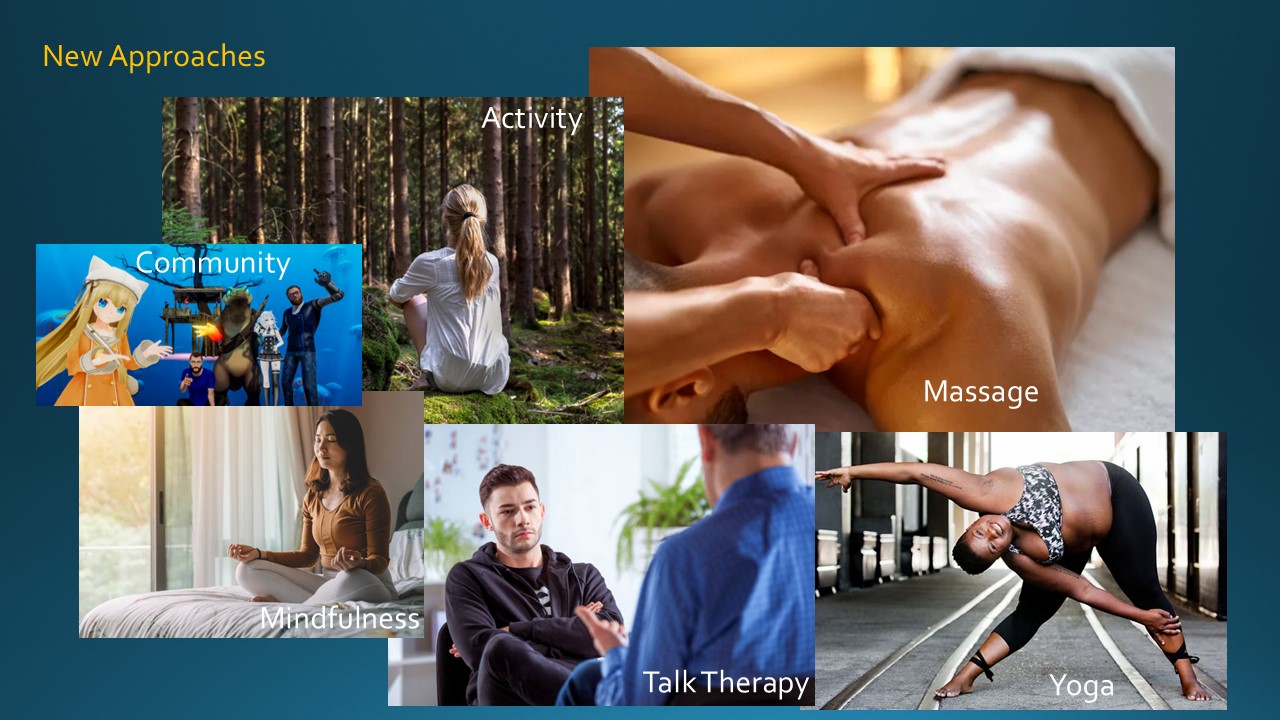 New Approaches
Activity
Community
Massage
Mindfulness
Talk Therapy
Yoga